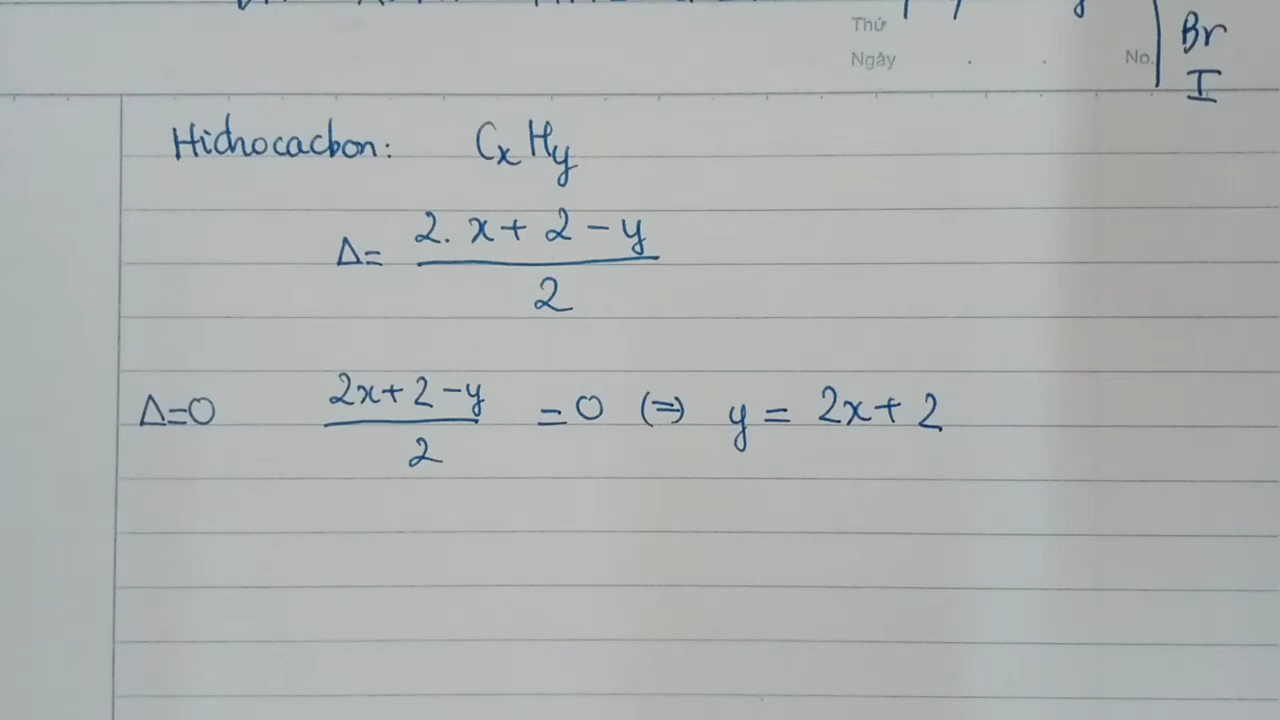 Thứ
Ngày
No.
Br
I
Hidrocacbon: CxHy
Δ= 2. x + 2 - y / 2
Δ=0 2x + 2 - y / 2 = 0 (=) y = 2x + 2